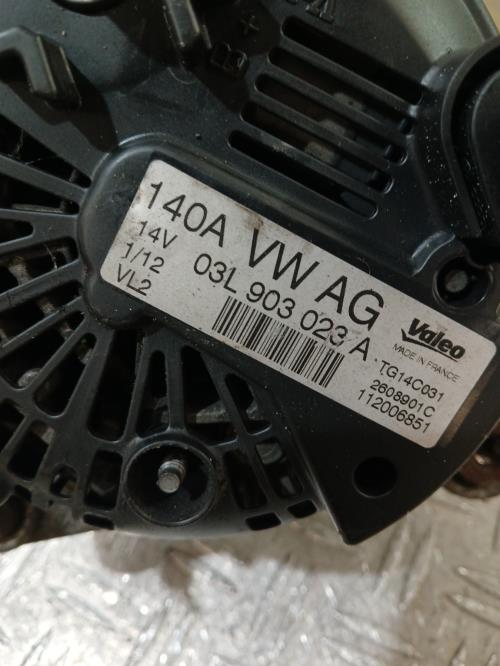 140A VW AG
14V
1/12
VL2
03L 903 023 A
Valeo
MADE IN FRANCE
TG14C031
2608901C
112006851